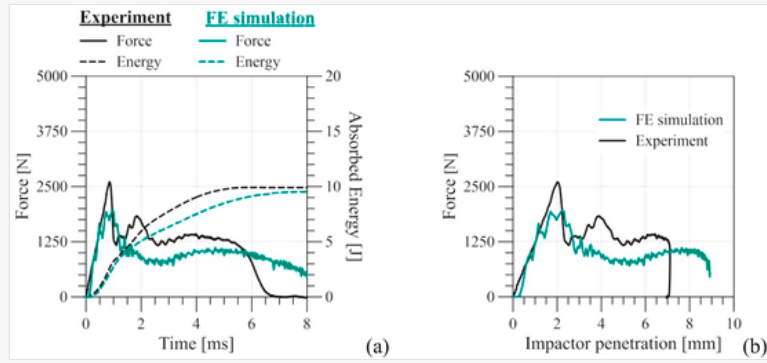 Experiment FE simulation
Force Force
Energy Energy
5000 20 5000
3750 15 3750
2500 10 2500
1250 5 1250
0 0 0
0 2 4 6 8 0 2 4 6 8 10
Force [N]
Absorbed Energy [J]
Time [ms]
(a)
FE simulation
Experiment
Force [N]
Impactor penetration [mm]
(b)